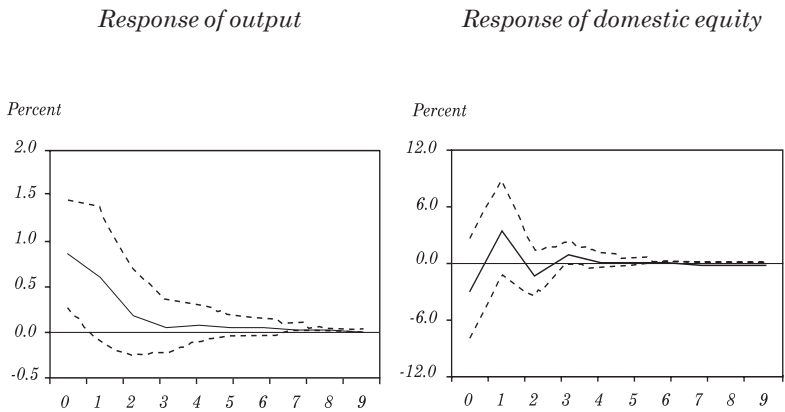 Response of output
Response of domestic equity
Percent
Percent
2.0
1.5
1.0
0.5
0.0
-0.5
0 1 2 3 4 5 6 7 8 9
12.0
6.0
0.0
-6.0
-12.0
0 1 2 3 4 5 6 7 8 9